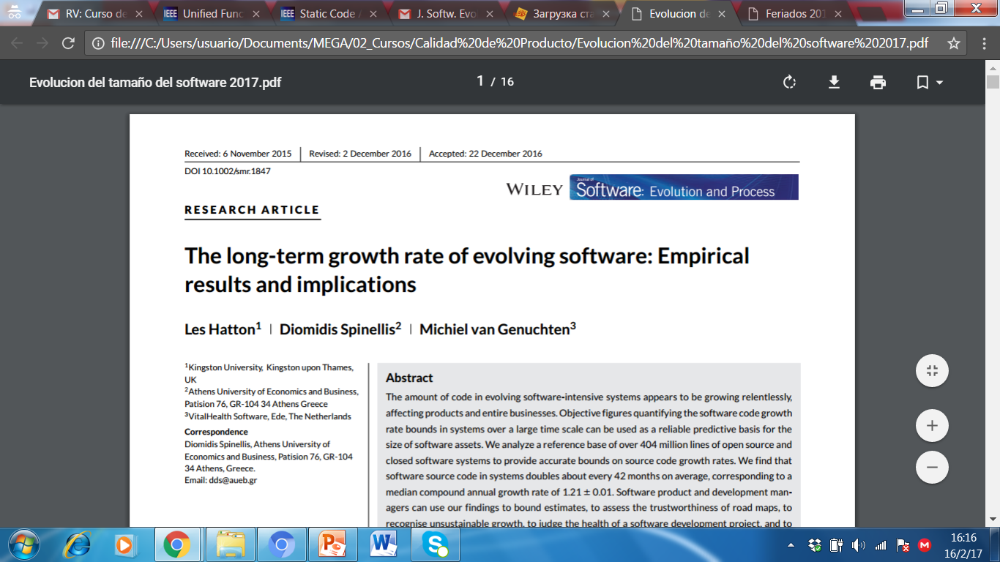 RV: Curso de
Unified Func
Static Code A
J. Softw. Evo
Загрузка ста
Evolucion de
Feriados 201
file:///C:/Users/usuario/Documents/MEGA/02_Cursos/Calidad%20de%20Producto/Evolucion%20del%20tamaño%20del%20software%202017.pdf
Evolucion del tamaño del software 2017.pdf
1 / 16
Received: 6 November 2015 | Revised: 2 December 2016 | Accepted: 22 December 2016
DOI 10.1002/smr.1847
WILEY
Journal of
Software: Evolution and Process
RESEARCH ARTICLE
The long-term growth rate of evolving software: Empirical
results and implications
Les Hatton1 | Diomidis Spinellis2 | Michiel van Genuchten3
1Kingston University, Kingston upon Thames,
UK
2Athens University of Economics and Business,
Patision 76, GR-104 34 Athens Greece
3VitalHealth Software, Ede, The Netherlands
Correspondence
Diomidis Spinellis, Athens University of
Economics and Business, Patision 76, GR-104
34 Athens, Greece.
Email: dds@aueb.gr
Abstract
The amount of code in evolving software-intensive systems appears to be growing relentlessly,
affecting products and entire businesses. Objective figures quantifying the software code growth
rate bounds in systems over a large time scale can be used as a reliable predictive basis for the
size of software assets. We analyze a reference base of over 404 million lines of open source and
closed software systems to provide accurate bounds on source code growth rates. We find that
software source code in systems doubles about every 42 months on average, corresponding to a
median compound annual growth rate of 1.21 ± 0.01. Software product and development man-
agers can use our findings to bound estimates, to assess the trustworthiness of road maps, to
recognise unsustainable growth, to judge the health of a software development project, and to
16:16
16/2/17